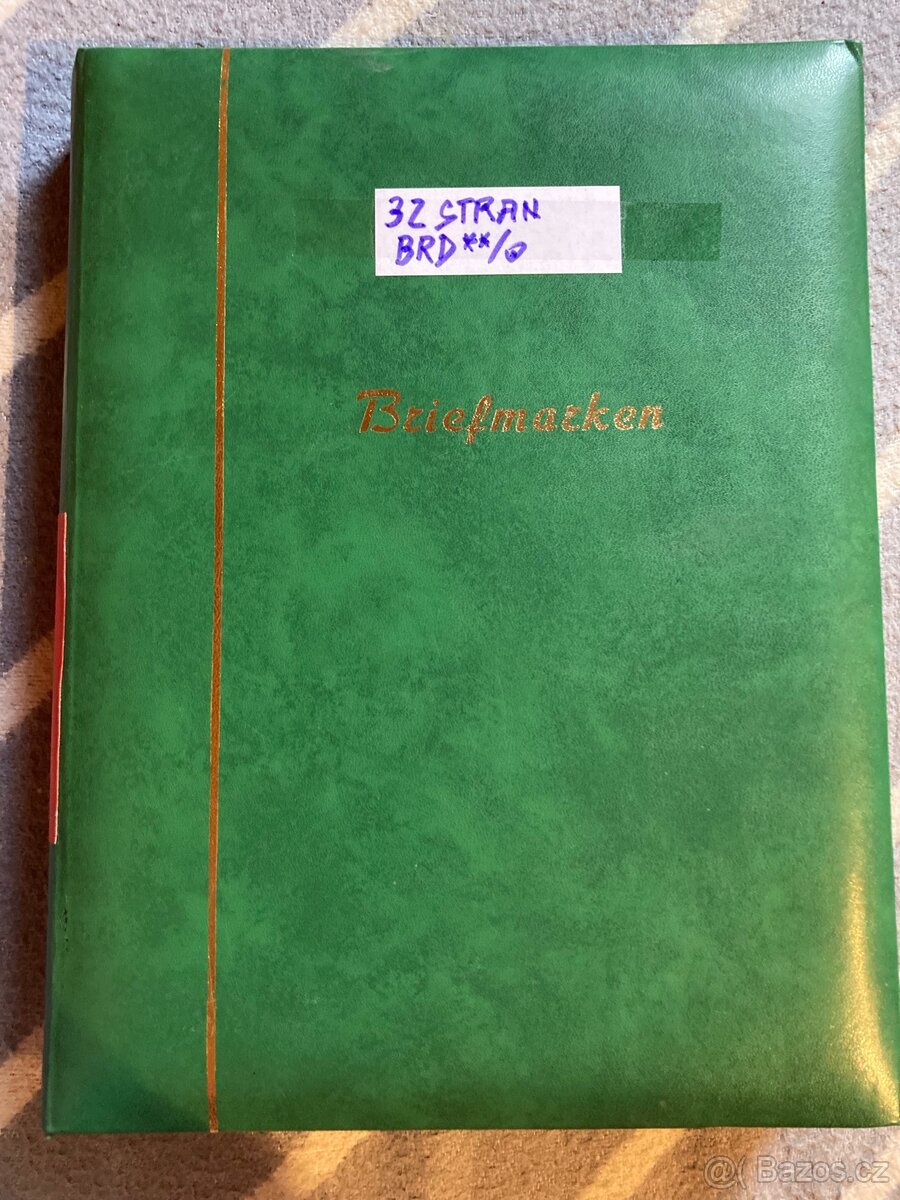 32 STRAN
BRD**/o
Briefmarken
@( Bazos.cz